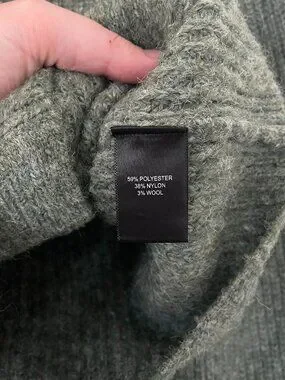 59% POLYESTER
38% NYLON
3% WOOL